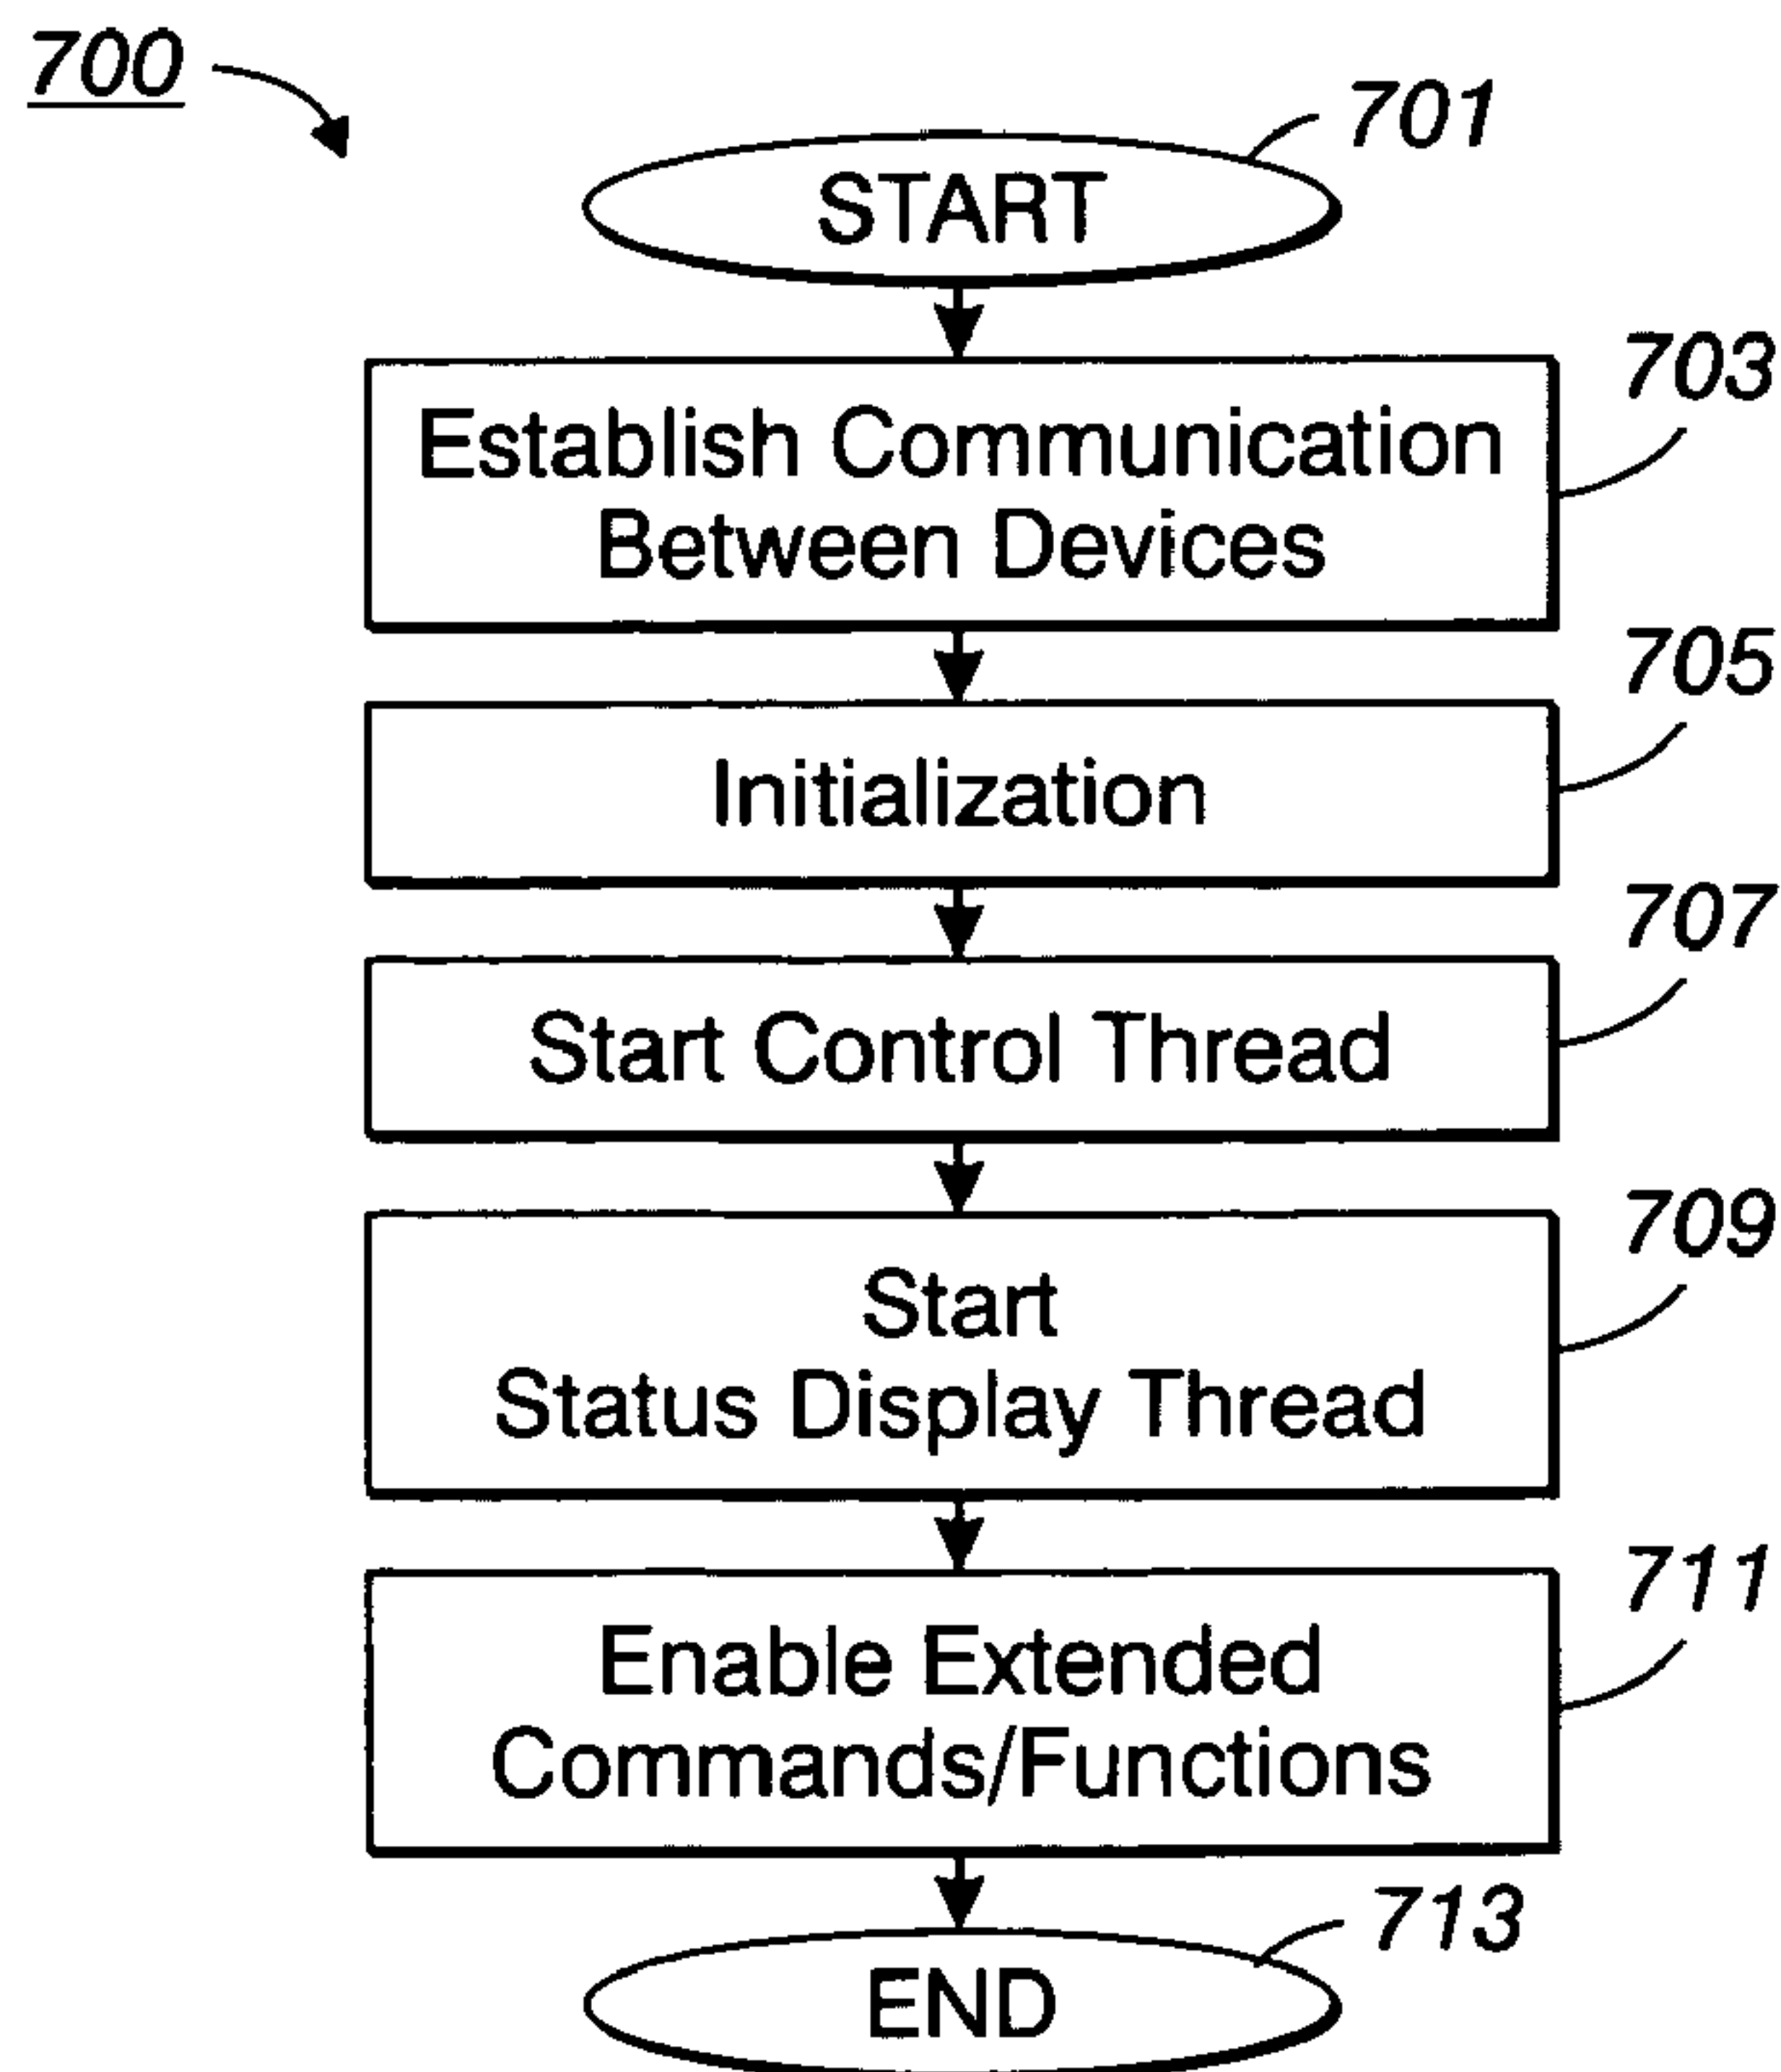 700
701
START
703
Establish Communication
Between Devices
705
Initialization
707
Start Control Thread
709
Start
Status Display Thread
711
Enable Extended
Commands/Functions
713
END